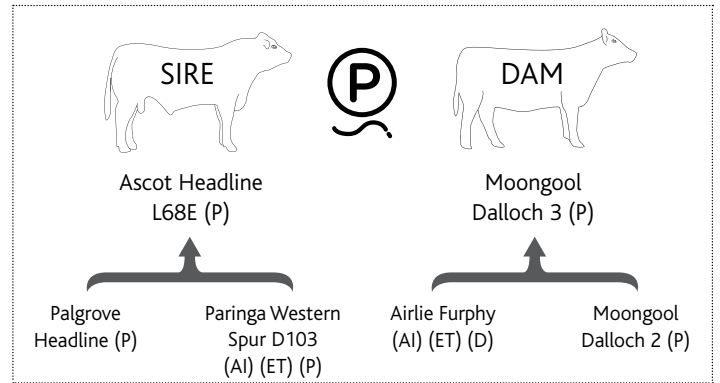 SIRE
P
DAM
Ascot Headline
L68E (P)
Moongool
Dalloch 3 (P)
Palgrove
Headline (P)
Paringa Western
Spur D103
(AI) (ET) (P)
Airlie Furphy
(AI) (ET) (D)
Moongool
Dalloch 2 (P)